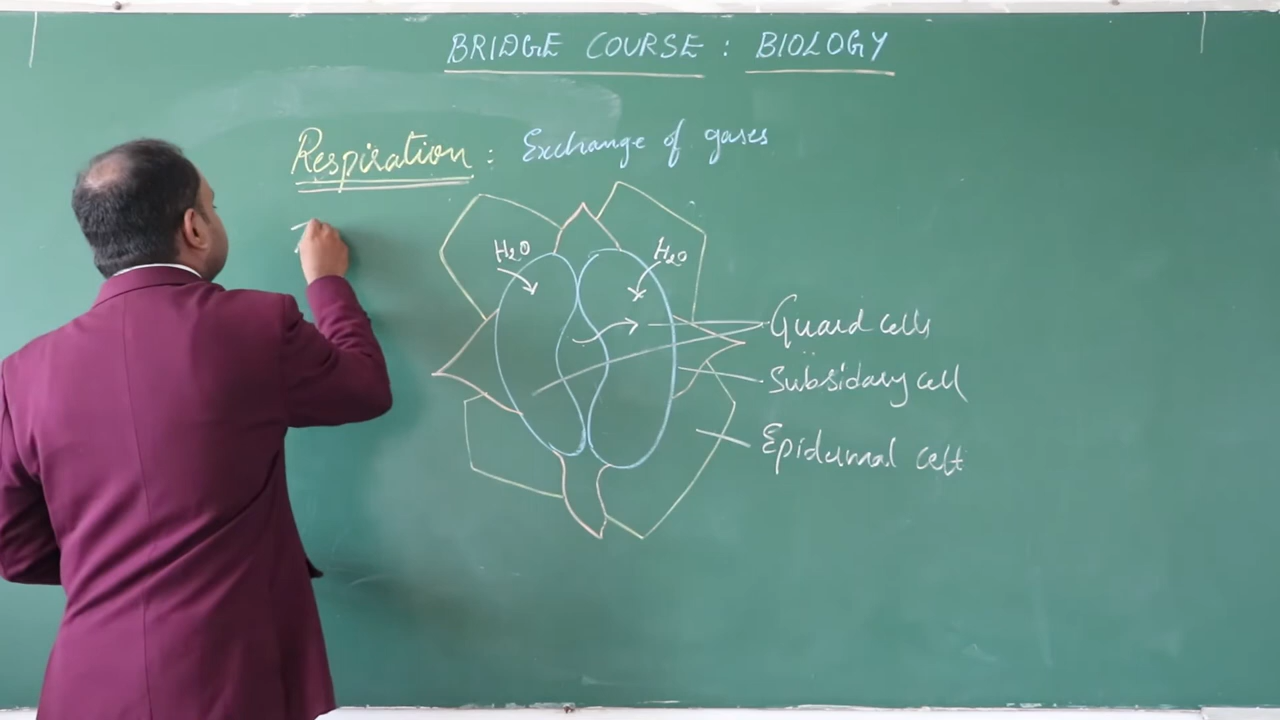 BRIDGE COURSE : BIOLOGY
Respiration : Exchange of gases
H₂O H₂O
Guard cells
Subsidary cell
Epidermal cell